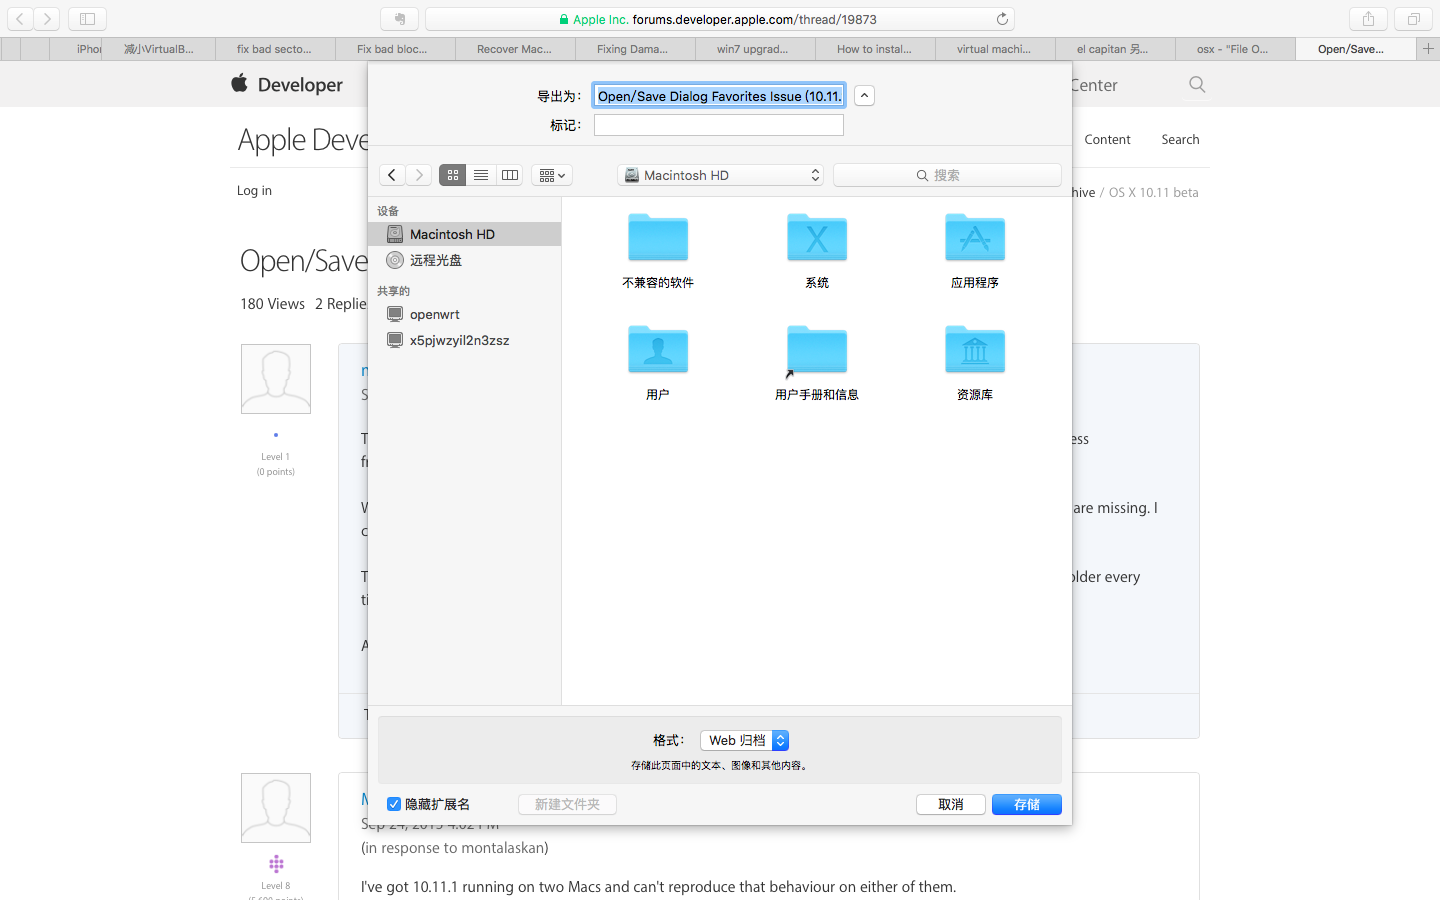 Apple Inc. forums.developer.apple.com/thread/19873
iPhor
减小VirtualB...
fix bad secto...
Fix bad bloc...
Recover Mac...
Fixing Dama...
win7 upgrad...
How to instal...
virtual machi...
el capitan 另...
osx - "File O...
Open/Save...
Developer
Center
导出为：
Open/Save Dialog Favorites Issue (10.11.
标记：
Apple Deve
Content
Search
Macintosh HD
搜索
Log in
hive / OS X 10.11 beta
设备
Macintosh HD
远程光盘
共享的
openwrt
x5pjwzyil2n3zsz
不兼容的软件
系统
应用程序
用户
用户手册和信息
资源库
Open/Save
180 Views 2 Replie
Level 1
(0 points)
ess
are missing. I
older every
格式：
Web 归档
存储此页面中的文本、图像和其他内容。
隐藏扩展名
新建文件夹
取消
存储
(in response to montalaskan)
I've got 10.11.1 running on two Macs and can't reproduce that behaviour on either of them.
Level 8